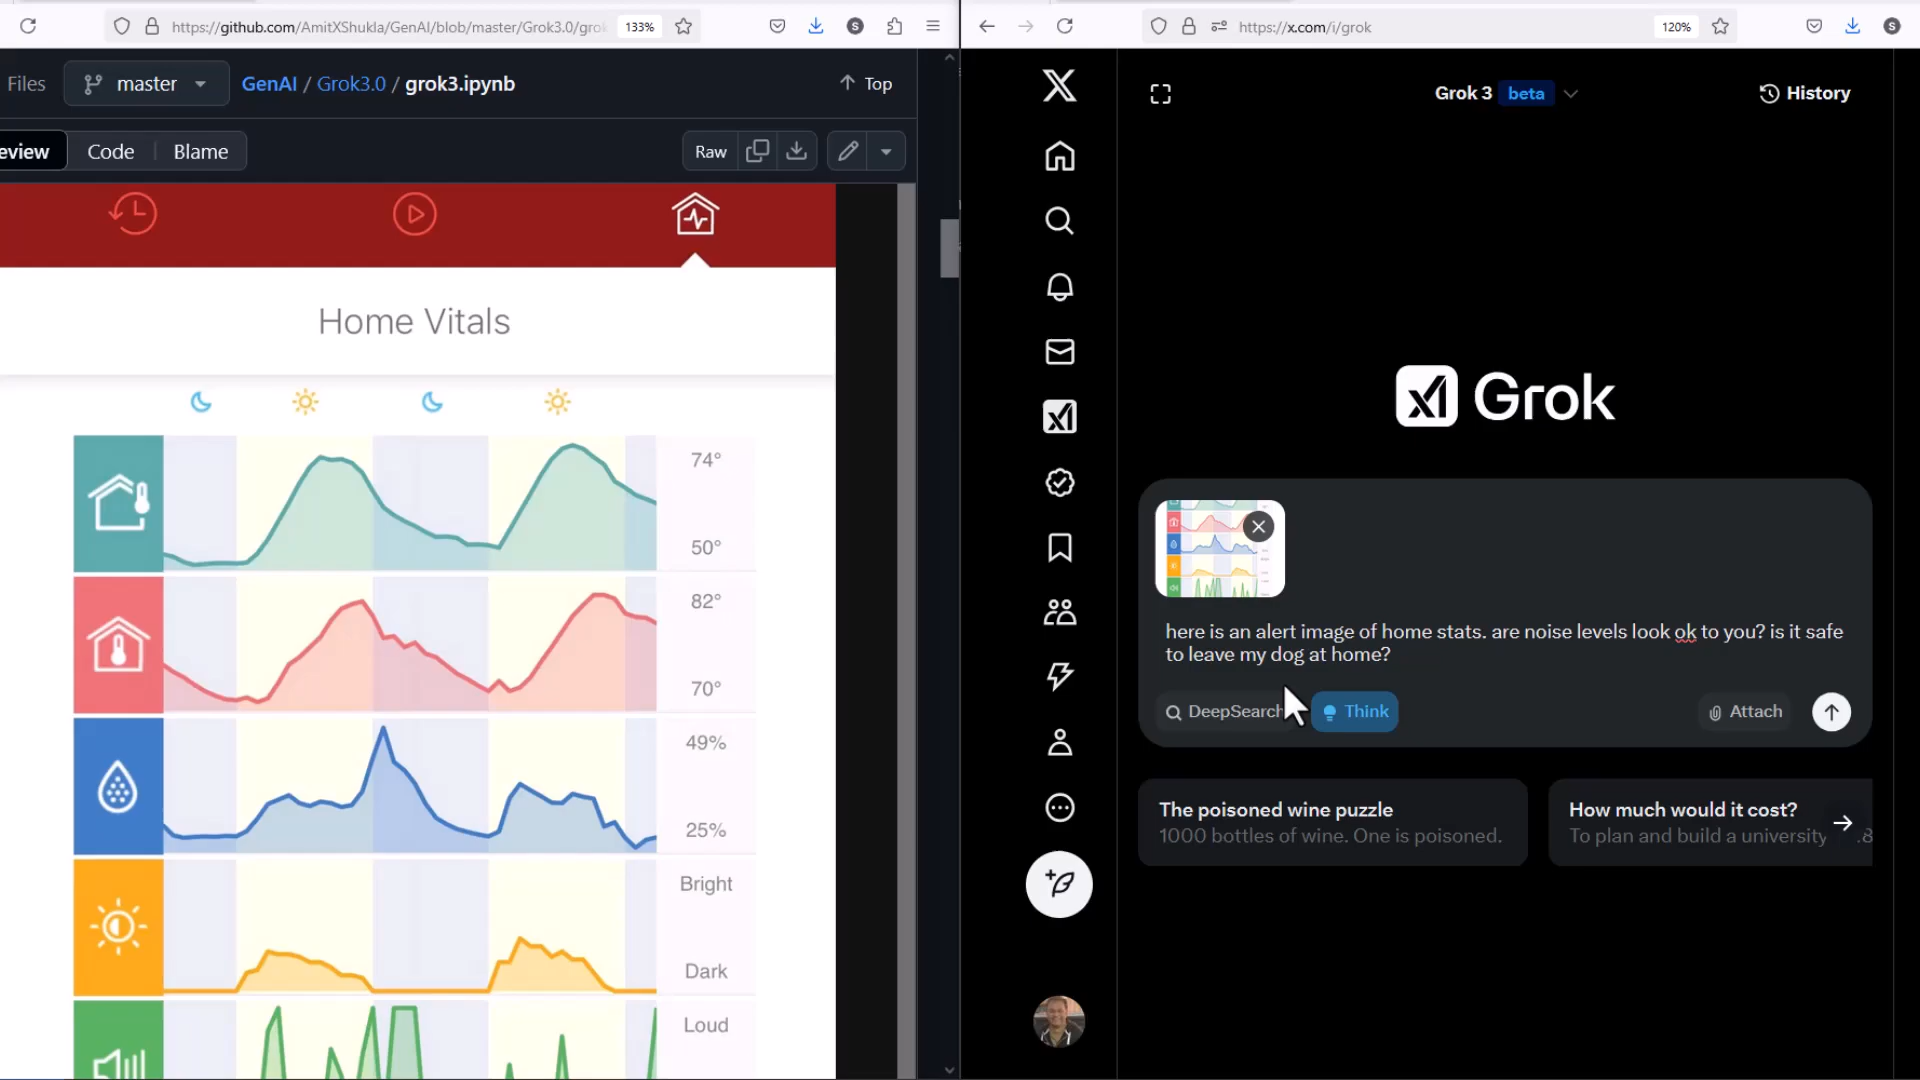 https://github.com/AmitXShukla/GenAI/blob/master/Grok3.0/grok
133%
S
Files
master
GenAI / Grok3.0 / grok3.ipynb
Top
eview
Code
Blame
Raw
Home Vitals
74°
50°
82°
70°
49%
25%
Bright
Dark
Loud
https://x.com/i/grok
120%
S
Grok 3 beta
History
Grok
here is an alert image of home stats. are noise levels look ok to you? is it safe
to leave my dog at home?
DeepSearch
Think
Attach
The poisoned wine puzzle
1000 bottles of wine. One is poisoned.
How much would it cost?
To plan and build a university
.8